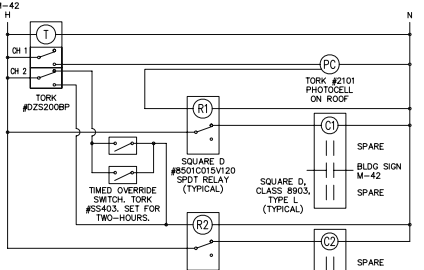 M-42
H
N
T
CH 1
CH 2
PC
TORK #2101
PHOTOCELL
ON ROOF
TORK
#DZS200BP
R1
C1
SPARE
BLDG SIGN
M-42
SPARE
SQUARE D
#8501C015V120
SPDT RELAY
(TYPICAL)
SQUARE D,
CLASS 8903,
TYPE L
(TYPICAL)
TIMED OVERRIDE
SWITCH. TORK
#SS403. SET FOR
TWO-HOURS.
R2
C2
SPARE